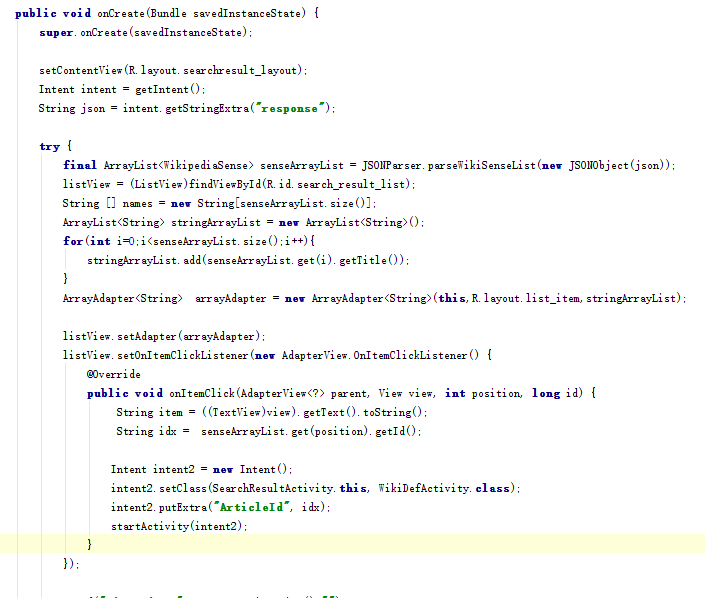 public void onCreate(Bundle savedInstanceState) {
super.onCreate(savedInstanceState);
setContentView(R.layout.searchresult_layout);
Intent intent = getIntent();
String json = intent.getStringExtra("response");
try {
final ArrayList<WikipediaSense> senseArrayList = JSONParser.parseWikiSenseList(new JSONObject(json));
listView = (ListView)findViewById(R.id.search_result_list);
String [] names = new String[senseArrayList.size()];
ArrayList<String> stringArrayList = new ArrayList<String>();
for(int i=0;i<senseArrayList.size();i++){
stringArrayList.add(senseArrayList.get(i).getTitle());
}
ArrayAdapter<String>  arrayAdapter = new ArrayAdapter<String>(this,R.layout.list_item,stringArrayList);
listView.setAdapter(arrayAdapter);
listView.setOnItemClickListener(new AdapterView.OnItemClickListener() {
@Override
public void onItemClick(AdapterView<?> parent, View view, int position, long id) {
String item = ((TextView)view).getText().toString();
String idx =  senseArrayList.get(position).getId();
Intent intent2 = new Intent();
intent2.setClass(SearchResultActivity.this, WikiDefActivity.class);
intent2.putExtra("ArticleId", idx);
startActivity(intent2);
}
});